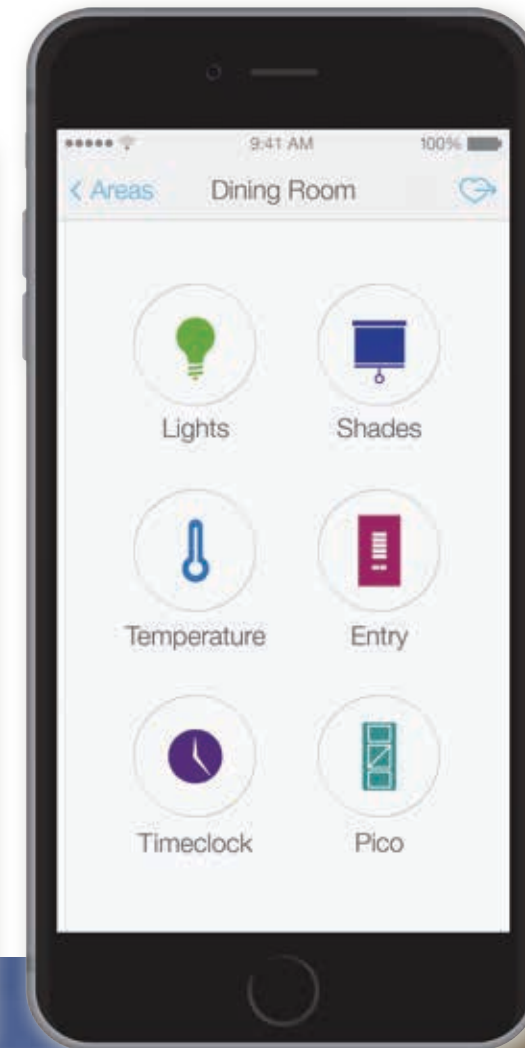 9:41 AM 100%
< Areas Dining Room
Lights Shades
Temperature Entry
Timeclock Pico